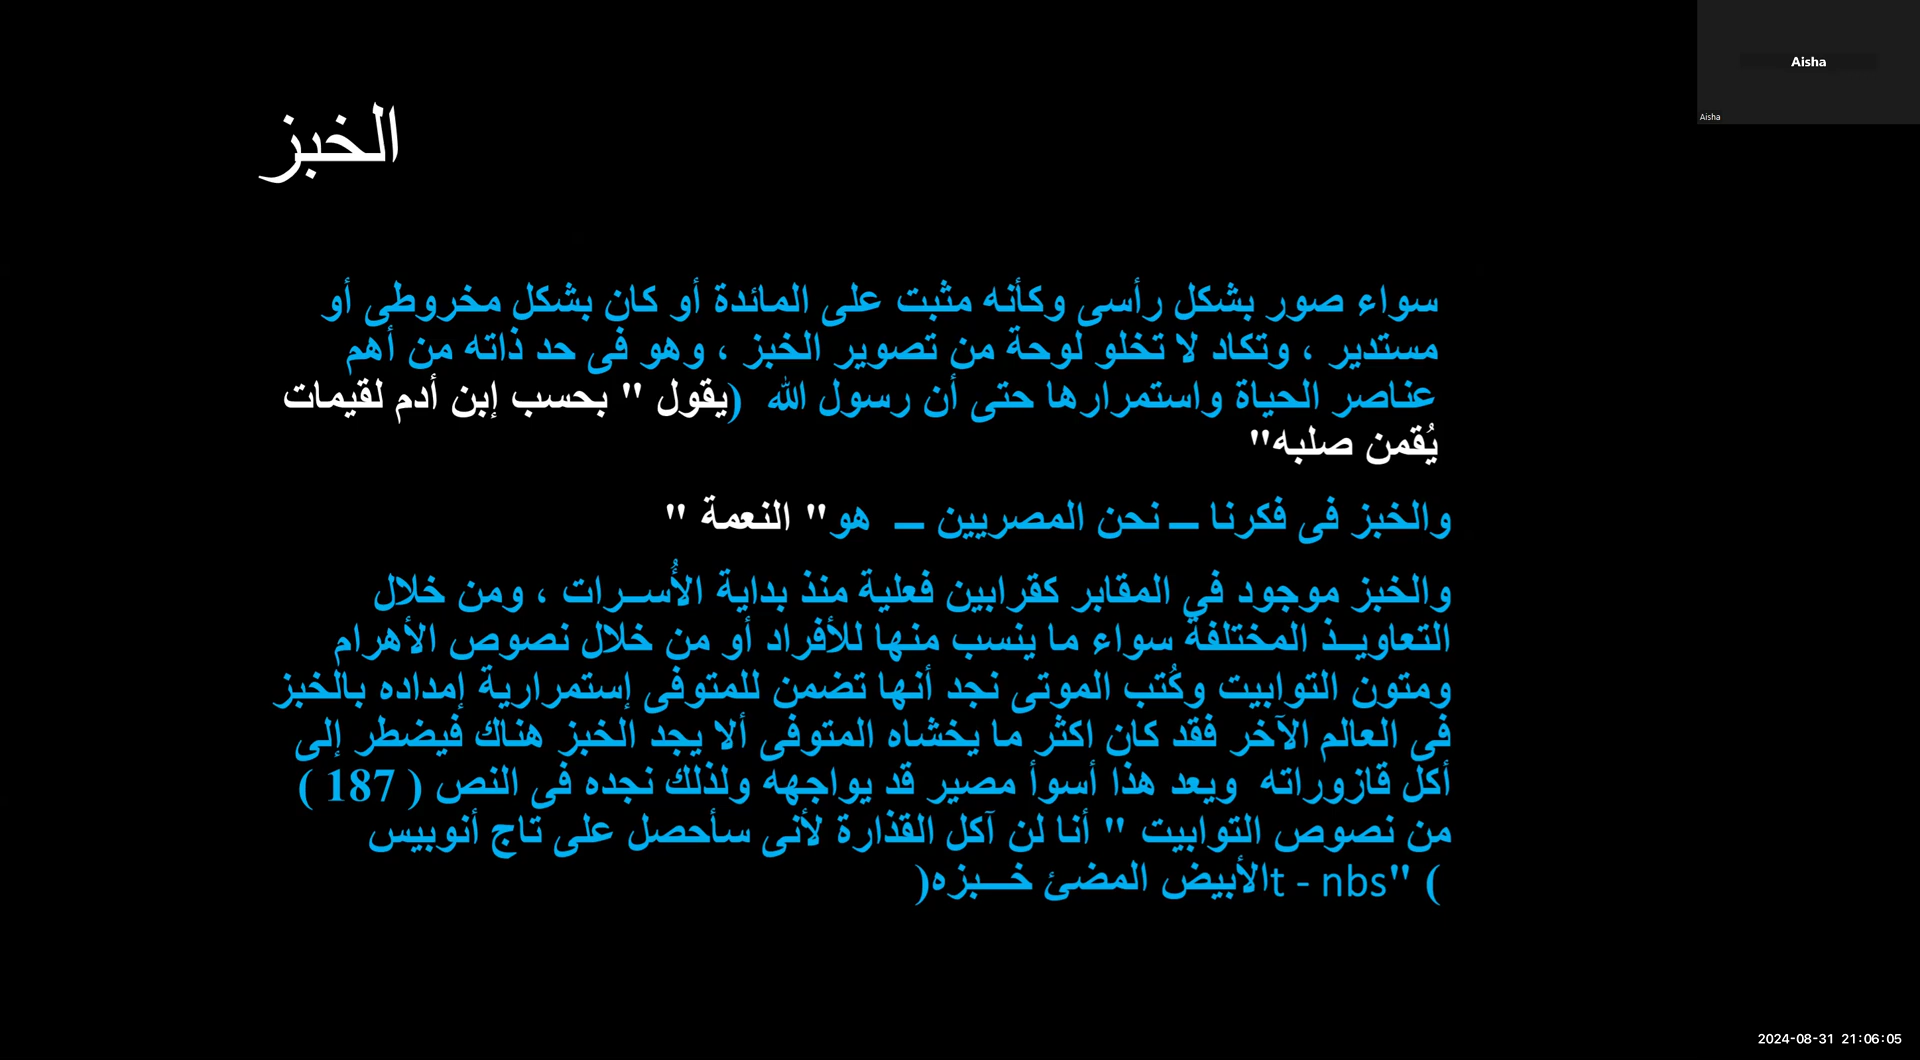 Aisha
Aisha
الخبز
سواء صور بشكل رأسى وكأنه مثبت على المائدة أو كان بشكل مخروطى أو
مستدير ، وتكاد لا تخلو لوحة من تصوير الخبز ، وهو فى حد ذاته من أهم
عناصر الحياة واستمرارها حتى أن رسول الله (يقول " بحسب إبن أدم لقيمات
يُقمن صلبه"
والخبز فى فكرنا – نحن المصريين – هو" النعمة "
والخبز موجود في المقابر كقرابين فعلية منذ بداية الأُســرات ، ومن خلال
التعاويــذ المختلفة سواء ما ينسب منها للأفراد أو من خلال نصوص الأهرام
ومتون التوابيت وكُتب الموتى نجد أنها تضمن للمتوفى إستمرارية إمداده بالخبز
فى العالم الآخر فقد كان اكثر ما يخشاه المتوفى ألا يجد الخبز هناك فيضطر إلى
أكل قازوراته ويعد هذا أسوأ مصير قد يواجهه ولذلك نجده فى النص ( 187 )
من نصوص التوابيت " أنا لن آكل القذارة لأنى سأحصل على تاج أنوبيس
) "t - nbsالأبيض المضئ خـــبزه(
2024-08-31 21:06:05